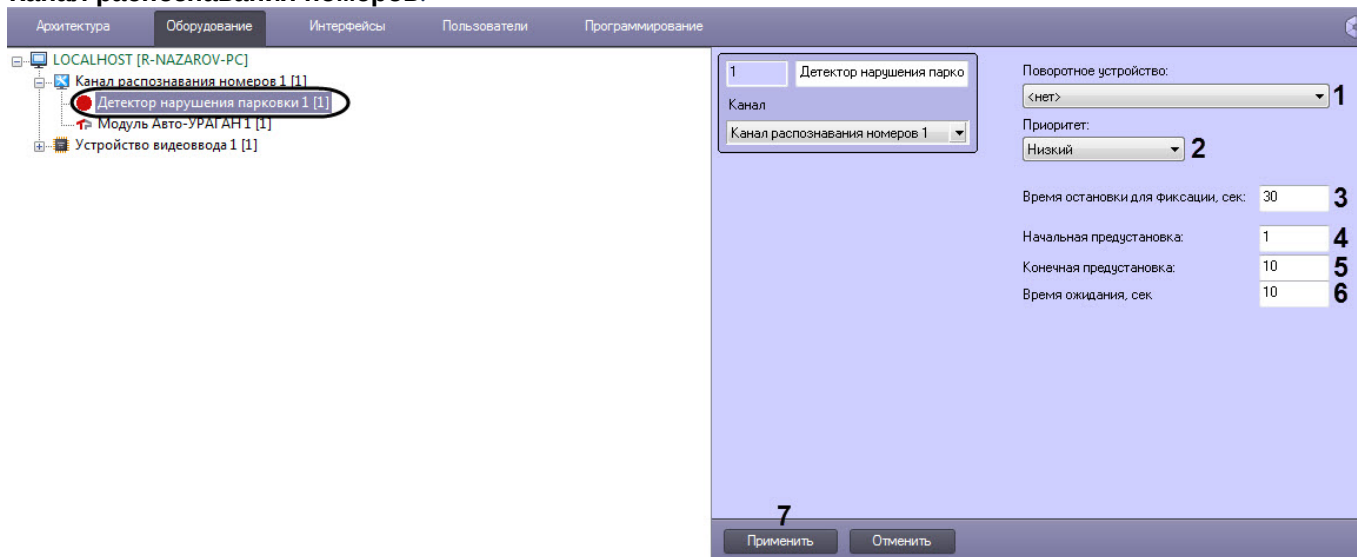 Канал распознавания номеров.
Архитектура Оборудование Интерфейсы Пользователи Программирование
LOCALHOST [R-NAZAROV-PC]
Канал распознавания номеров 1 [1]
Детектор нарушения парковки 1 [1]
Модуль Авто-УРАГАН 1 [1]
Устройство видеоввода 1 [1]
1 Детектор нарушения парко
Канал
Канал распознавания номеров 1
Поворотное устройство:
<нет> 1
Приоритет:
Низкий 2
Время остановки для фиксации, сек: 30 3
Начальная предустановка: 1 4
Конечная предустановка: 10 5
Время ожидания, сек 10 6
7
Применить Отменить